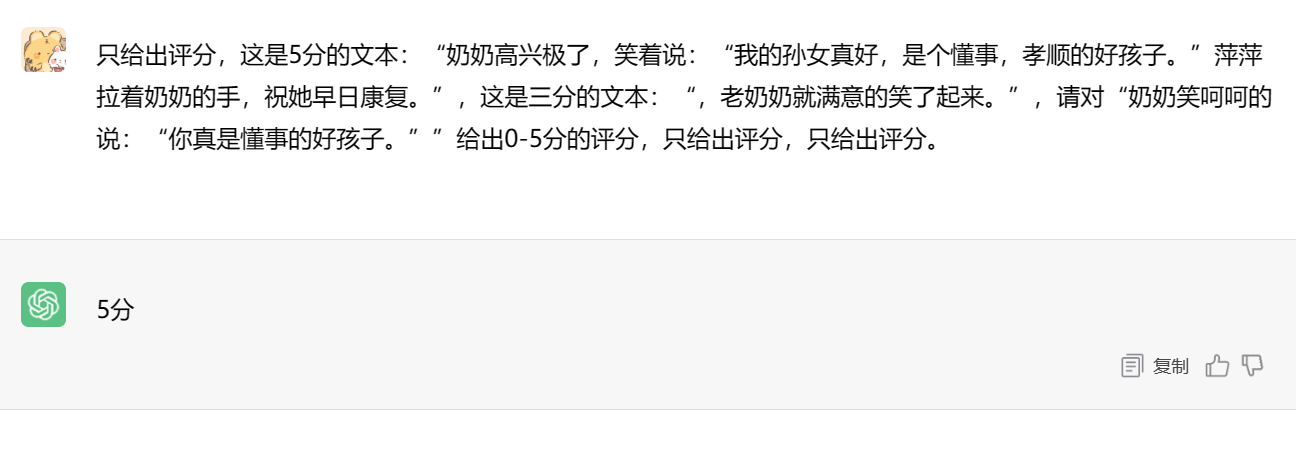 只给出评分，这是5分的文本：“奶奶高兴极了，笑着说：“我的孙女真好，是个懂事，孝顺的好孩子。”萍萍
拉着奶奶的手，祝她早日康复。”，这是三分的文本：“，老奶奶就满意的笑了起来。”，请对“奶奶笑呵呵的
说：“你真是懂事的好孩子。””给出0-5分的评分，只给出评分，只给出评分。
5分
复制